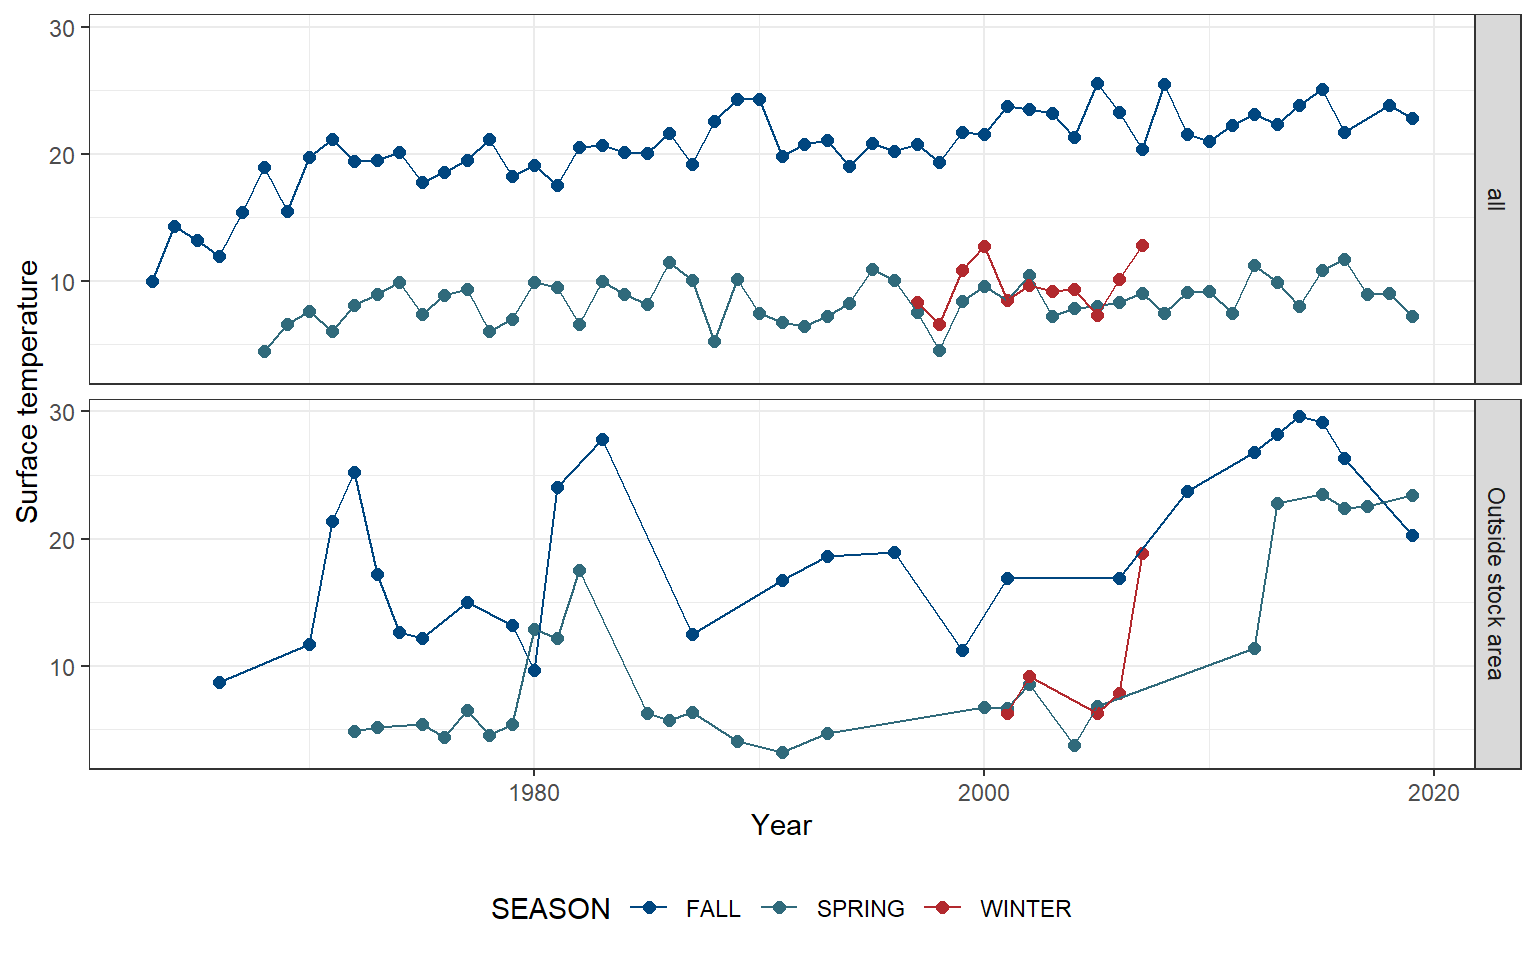 30
20
10
all
Surface temperature
30
20
10
Outside stock area
1980
2000
2020
Year
SEASON FALL SPRING WINTER